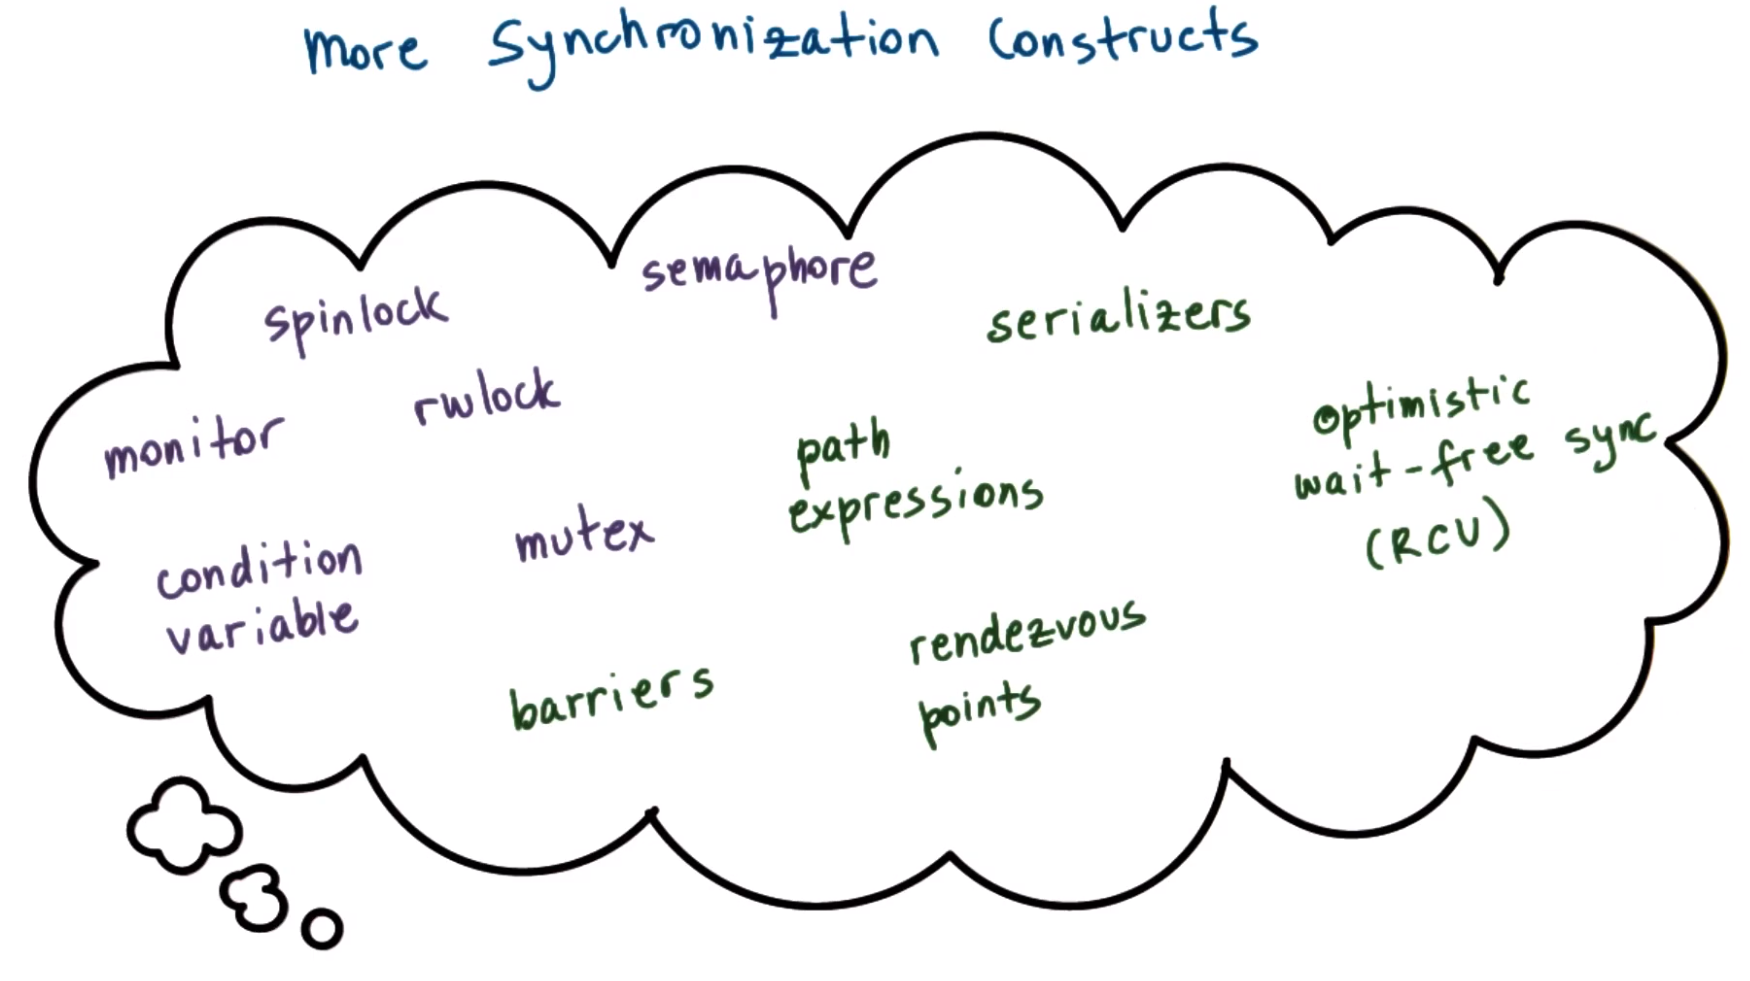 More Synchronization Constructs
semaphore
spinlock
serializers
rwlock
monitor
optimistic
wait-free sync
(RCU)
path
expressions
mutex
condition
variable
rendezvous
points
barriers